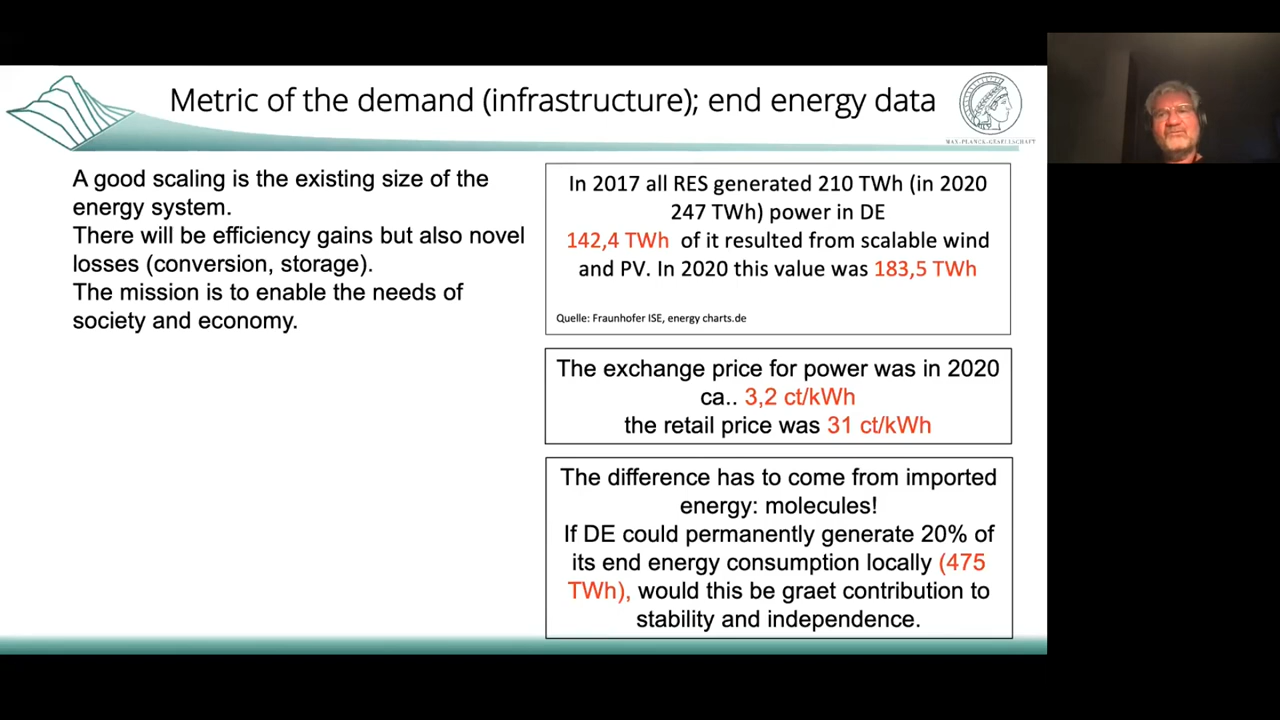 Metric of the demand (infrastructure); end energy data
MAX-PLANCK-GESELLSCHAFT
A good scaling is the existing size of the
energy system.
There will be efficiency gains but also novel
losses (conversion, storage).
The mission is to enable the needs of
society and economy.
In 2017 all RES generated 210 TWh (in 2020
247 TWh) power in DE
142,4 TWh of it resulted from scalable wind
and PV. In 2020 this value was 183,5 TWh
Quelle: Fraunhofer ISE, energy charts.de
The exchange price for power was in 2020
ca.. 3,2 ct/kWh
the retail price was 31 ct/kWh
The difference has to come from imported
energy: molecules!
If DE could permanently generate 20% of
its end energy consumption locally (475
TWh), would this be graet contribution to
stability and independence.